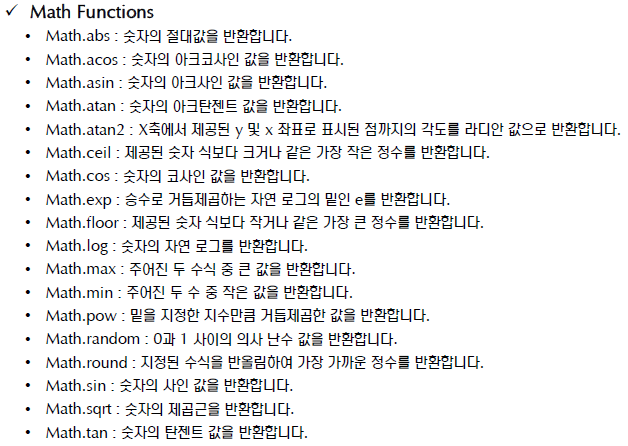 ✓ Math Functions
• Math.abs : 숫자의 절대값을 반환합니다.
• Math.acos : 숫자의 아크코사인 값을 반환합니다.
• Math.asin : 숫자의 아크사인 값을 반환합니다.
• Math.atan : 숫자의 아크탄젠트 값을 반환합니다.
• Math.atan2 : X축에서 제공된 y 및 x 좌표로 표시된 점까지의 각도를 라디안 값으로 반환합니다.
• Math.ceil : 제공된 숫자 식보다 크거나 같은 가장 작은 정수를 반환합니다.
• Math.cos : 숫자의 코사인 값을 반환합니다.
• Math.exp : 승수로 거듭제곱하는 자연 로그의 밑인 e를 반환합니다.
• Math.floor : 제공된 숫자 식보다 작거나 같은 가장 큰 정수를 반환합니다.
• Math.log : 숫자의 자연 로그를 반환합니다.
• Math.max : 주어진 두 수식 중 큰 값을 반환합니다.
• Math.min : 주어진 두 수 중 작은 값을 반환합니다.
• Math.pow : 밑을 지정한 지수만큼 거듭제곱한 값을 반환합니다.
• Math.random : 0과 1 사이의 의사 난수 값을 반환합니다.
• Math.round : 지정된 수식을 반올림하여 가장 가까운 정수를 반환합니다.
• Math.sin : 숫자의 사인 값을 반환합니다.
• Math.sqrt : 숫자의 제곱근을 반환합니다.
• Math.tan : 숫자의 탄젠트 값을 반환합니다.